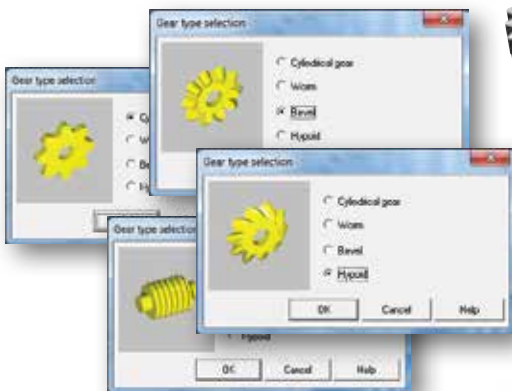 Gear type selection
Cylindrical gear
Worm
Bevel
Hypoid
Gear type selection
Gear type selection
Cylindrical gear
Worm
Bevel
Hypoid
OK
Cancel
Help
Gear type selection
Hypoid
OK
Cancel
Help